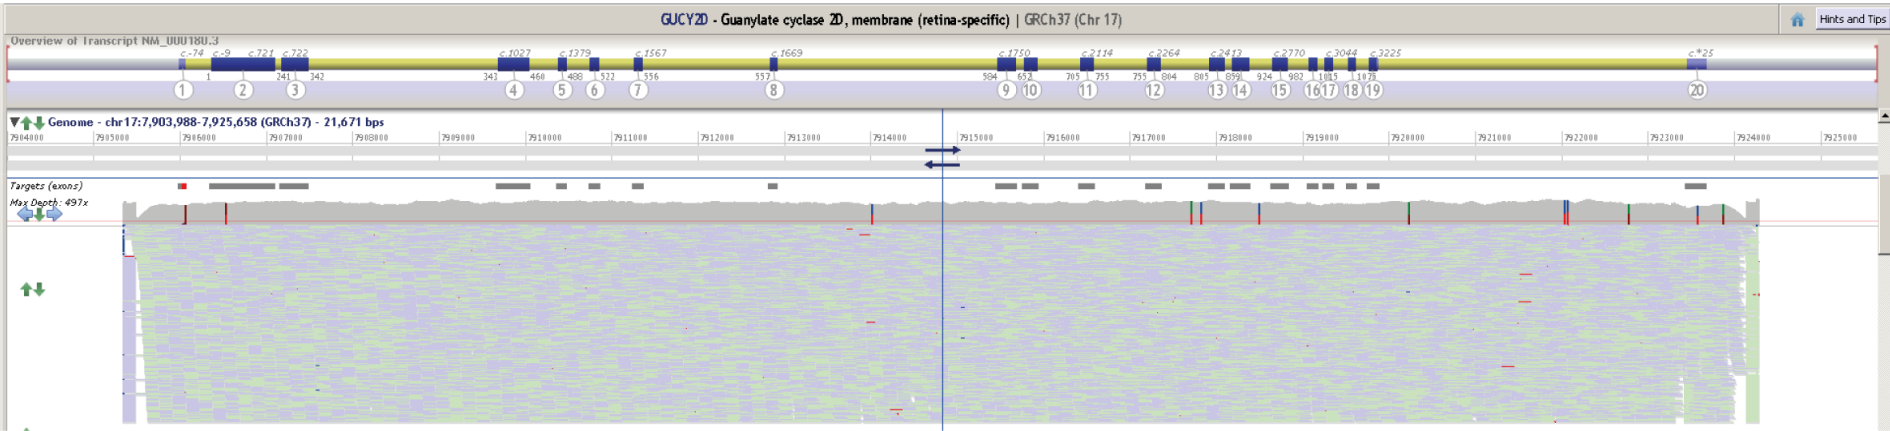 GUCY2D - Guanylate cyclase 2D, membrane (retina-specific) | GRCh37 (Chr 17)
Hints and Tips
Overview of Transcript NM_000180.3
c.-74 c.-9 c.721 c.722 c.1027 c.1379 c.1567 c.1669 c.1750 c.2114 c.2264 c.2413 c.2770 c.3044 c.3225 c.*25
1 241 342 343 460 488 522 556 557 584 652 705 755 755 804 805 859 924 982 1015 1075
1 2 3 4 5 6 7 8 9 10 11 12 13 14 15 16 17 18 19 20
Genome - chr17:7,903,988-7,925,658 (GRCh37) - 21,671 bps
7904000 7905000 7906000 7907000 7908000 7909000 7910000 7911000 7912000 7913000 7914000 7915000 7916000 7917000 7918000 7919000 7920000 7921000 7922000 7923000 7924000 7925000
Targets (exons)
Max Depth: 497x